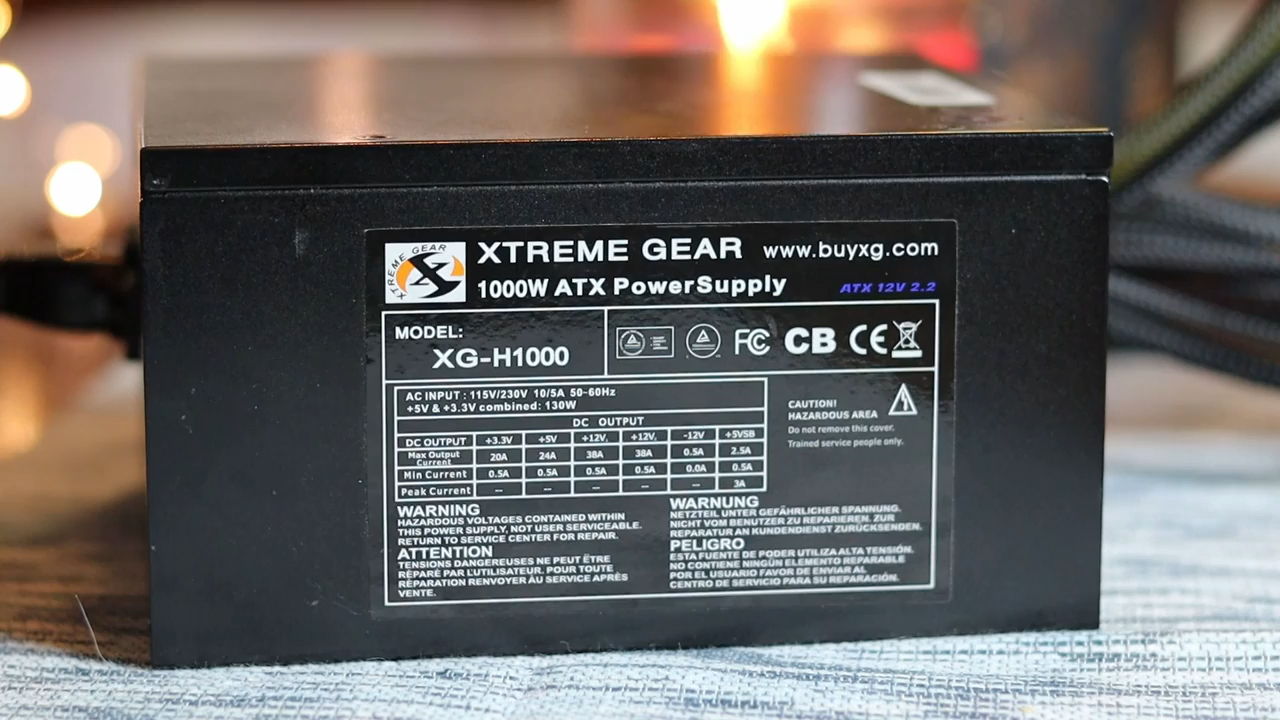 XTREME GEAR
XTREME GEAR www.buyxg.com
1000W ATX PowerSupply ATX 12V 2.2
MODEL:
XG-H1000
FC CB CE
AC INPUT : 115V/230V 10/5A 50-60Hz
+5V & +3.3V combined: 130W
DC OUTPUT
DC OUTPUT +3.3V +5V +12V, +12V, -12V +5VSB
Max Output Current 20A 24A 38A 38A 0.5A 2.5A
Min Current 0.5A 0.5A 0.5A 0.5A 0.0A 0.5A
Peak Current --- --- --- --- --- 3A
CAUTION!
HAZARDOUS AREA
Do not remove this cover.
Trained service people only.
WARNING
HAZARDOUS VOLTAGES CONTAINED WITHIN
THIS POWER SUPPLY, NOT USER SERVICEABLE.
RETURN TO SERVICE CENTER FOR REPAIR.
ATTENTION
TENSIONS DANGEREUSES NE PEUT ËTRE
RÉPARÉ PAR L'UTILISATEUR. POUR TOUTE
RÉPARATION RENVOYER ÀU SERVICE APRÈS
VENTE.
WARNUNG
NETZTEIL UNTER GEFÄHRLICHER SPANNUNG.
NICHT VOM BENUTZER ZU REPARIEREN. ZUR
REPARATUR AN KUNDENDIENST ZURÜCKSENDEN.
PELIGRO
ESTA FUENTE DE PODER UTILIZA ALTA TENSIÓN.
NO CONTIENE NINGÚN ELEMENTO REPARABLE
POR EL USUARIO FAVOR DE ENVIAR AL
CENTRO DE SERVICIO PARA SU REPARACIÓN.